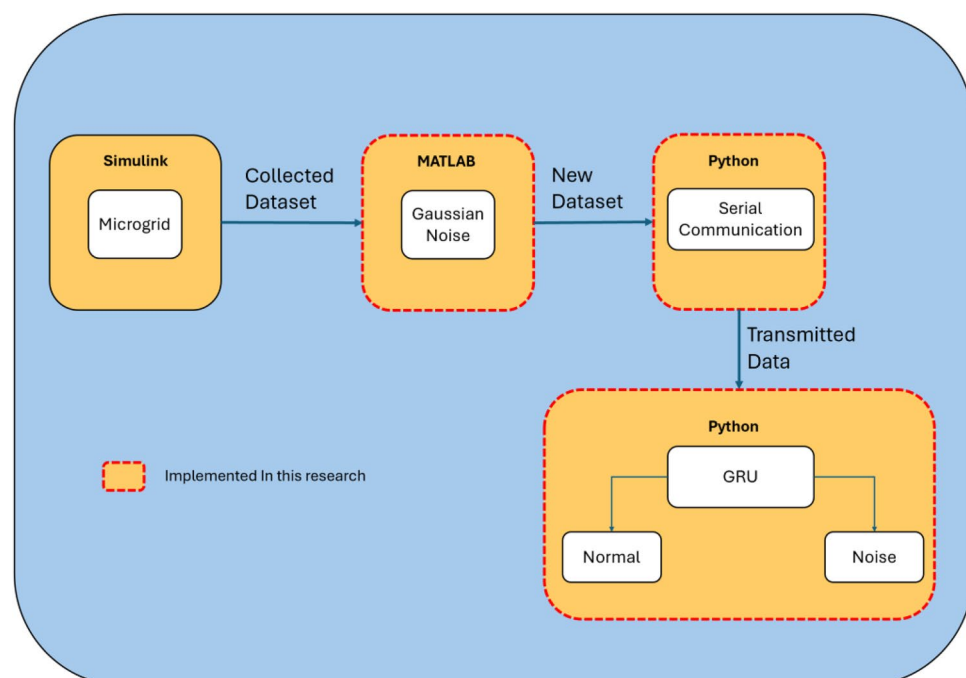 Simulink
Microgrid
Collected
Dataset
MATLAB
Gaussian
Noise
New
Dataset
Python
Serial
Communication
Transmitted
Data
Python
GRU
Normal
Noise
Implemented In this research